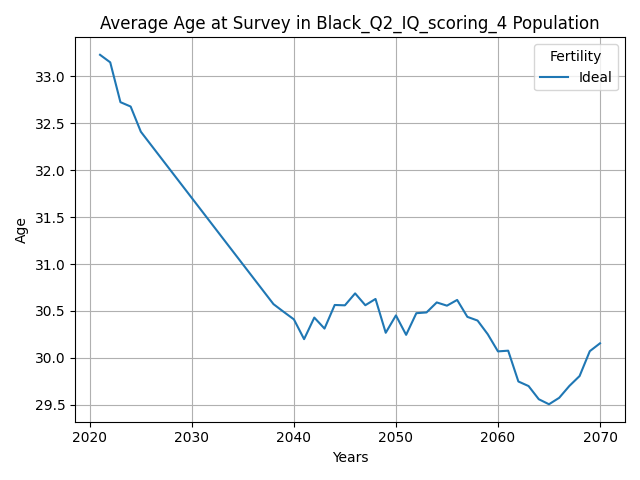 Average Age at Survey in Black_Q2_IQ_scoring_4 Population
Fertility
Ideal
33.0
32.5
32.0
31.5
31.0
30.5
30.0
29.5
Age
2020 2030 2040 2050 2060 2070
Years